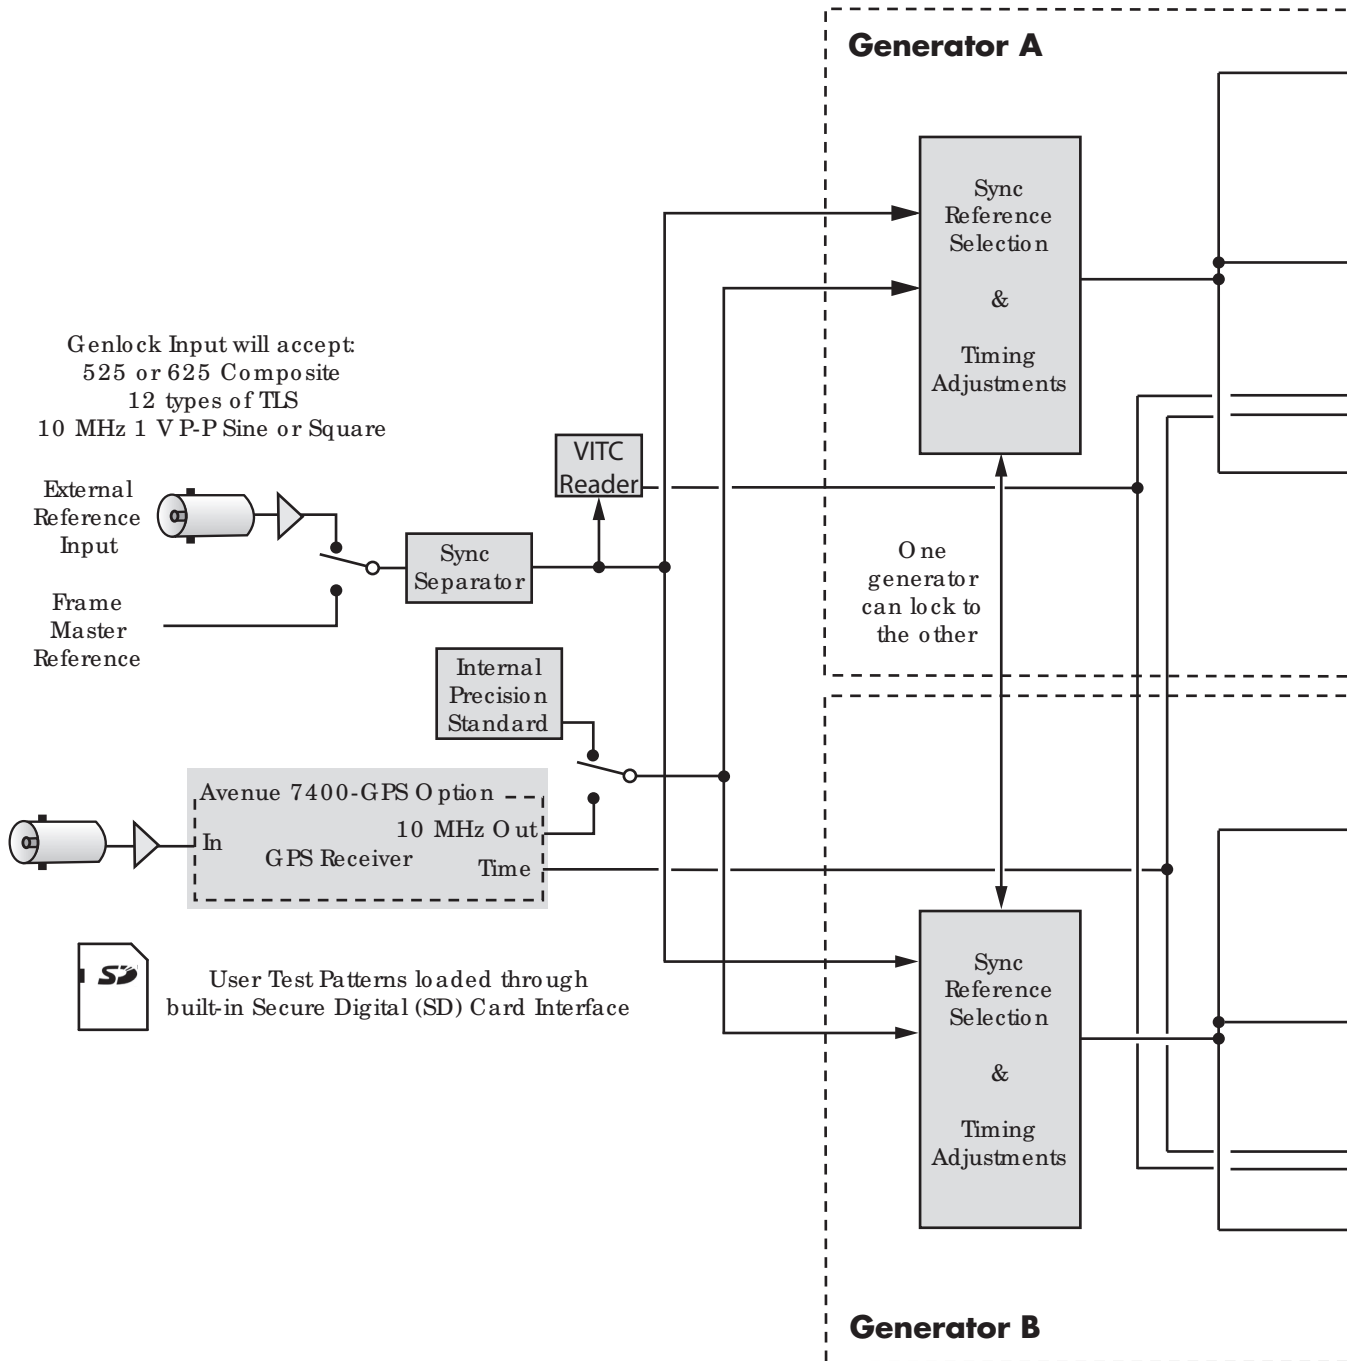 Generator A
Sync
Reference
Selection
&
Timing
Adjustments
Genlock Input will accept:
525 or 625 Composite
12 types of TLS
10 MHz 1 V P-P Sine or Square
VITC
Reader
External
Reference
Input
Sync
Separator
One
generator
can lock to
the other
Frame
Master
Reference
Internal
Precision
Standard
Avenue 7400-GPS Option
10 MHz Out
In
GPS Receiver
Time
SD
User Test Patterns loaded through
built-in Secure Digital (SD) Card Interface
Sync
Reference
Selection
&
Timing
Adjustments
Generator B